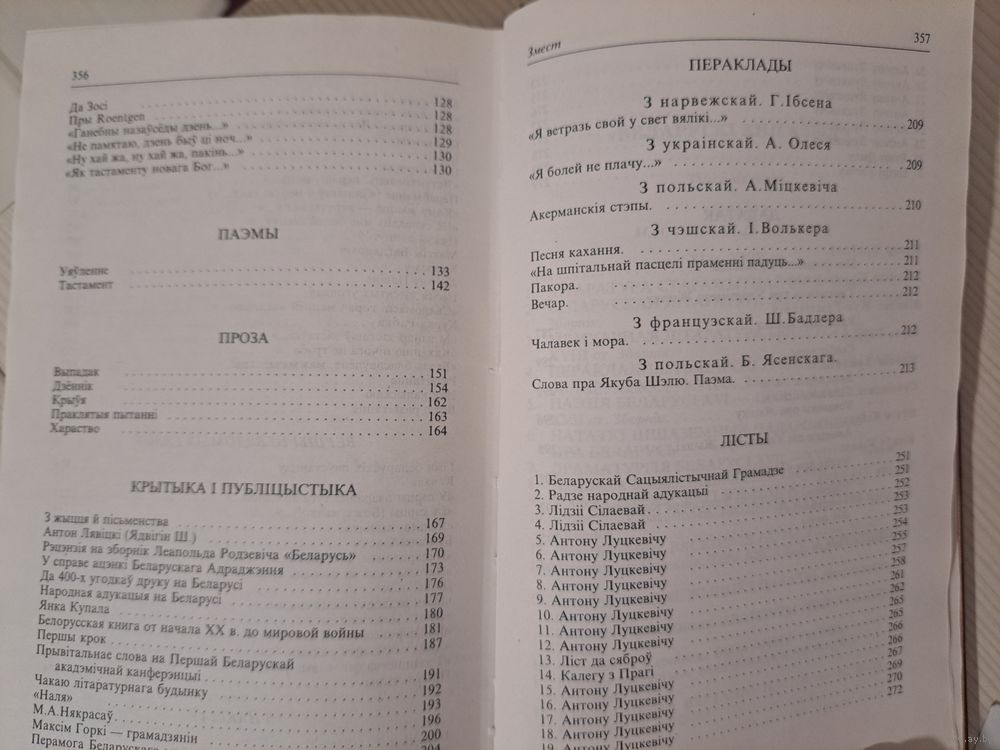 356
Да Зосі 128
Пры Roentgen 128
«Ганебны назаўсёды дзень...» 128
«Не памятаю, дзень быў ці ноч...» 129
«Ну хай жа, ну хай жа, пакінь...» 130
«Як тастаменту новага Бог...» 130
ПАЭМЫ
Уяўленне 133
Тастамент 142
ПРОЗА
Выпадак 151
Дзённік 154
Крыўя 162
Праклятыя пытанні 163
Хараство 164
КРЫТЫКА І ПУБЛІЦЫСТЫКА
З жыцця й пісьменства 167
Антон Лявіцкі (Ядвігін Ш.) 169
Рэцэнзія на зборнік Леапольда Родзевіча «Беларусь» 170
У справе ацэнкі Беларускага Адраджэння 173
Да 400-х угодкаў друку на Беларусі 176
Народная адукацыя на Беларусі 177
Янка Купала 180
Белорусская книга от начала XX в. до мировой войны 181
Першы крок 187
Прывітальнае слова на Першай Беларускай
акадэмічнай канферэнцыі 191
Чакаю літаратурнага будынку 192
«Наля» 193
М.А.Някрасаў 196
Максім Горкі — грамадзянін 200
Перамога Беларускага 204
Змест 357
ПЕРАКЛАДЫ
З нарвежскай. Г.Ібсена
«Я ветразь свой у свет вялікі...» 209
З украінскай. А. Олеся
«Я болей не плачу...» 209
З польскай. А.Міцкевіча
Акерманскія стэпы. 210
З чэшскай. І.Волькера
Песня кахання. 211
«На шпітальнай пасцелі праменні падуць...» 211
Пакора. 212
Вечар. 212
З французскай. Ш.Бадлера
Чалавек і мора. 212
З польскай. Б. Ясенскага.
Слова пра Якуба Шэлю. Паэма. 213
ЛІСТЫ
1. Беларускай Сацыялістычнай Грамадзе 251
2. Радзе народнай адукацыі 251
3. Лідзіі Сілаевай 252
4. Лідзіі Сілаевай 253
5. Антону Луцкевічу 253
6. Антону Луцкевічу 254
7. Антону Луцкевічу 255
8. Антону Луцкевічу 257
9. Антону Луцкевічу 258
10. Антону Луцкевічу 261
11. Антону Луцкевічу 262
12. Антону Луцкевічу 265
13. Ліст да сяброў 265
14. Калегу з Прагі 266
15. Антону Луцкевічу 266
16. Антону Луцкевічу 267
17. Антону Луцкевічу 269
18. Антону Луцкевічу 270
19. Антону Луцкевічу 272